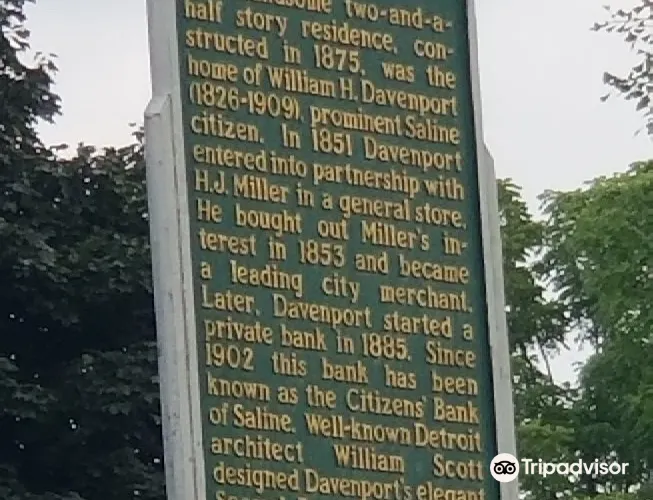 two-and-a-
half story residence, con-
structed in 1875, was the
home of William H. Davenport
(1826-1909), prominent Saline
citizen. In 1851 Davenport
entered into partnership with
H.J. Miller in a general store.
He bought out Miller's in-
terest in 1853 and became
a leading city merchant.
Later, Davenport started a
private bank in 1885. Since
1902 this bank has been
known as the Citizens' Bank
of Saline. Well-known Detroit
architect William Scott
designed Davenport's elegant
Tripadvisor